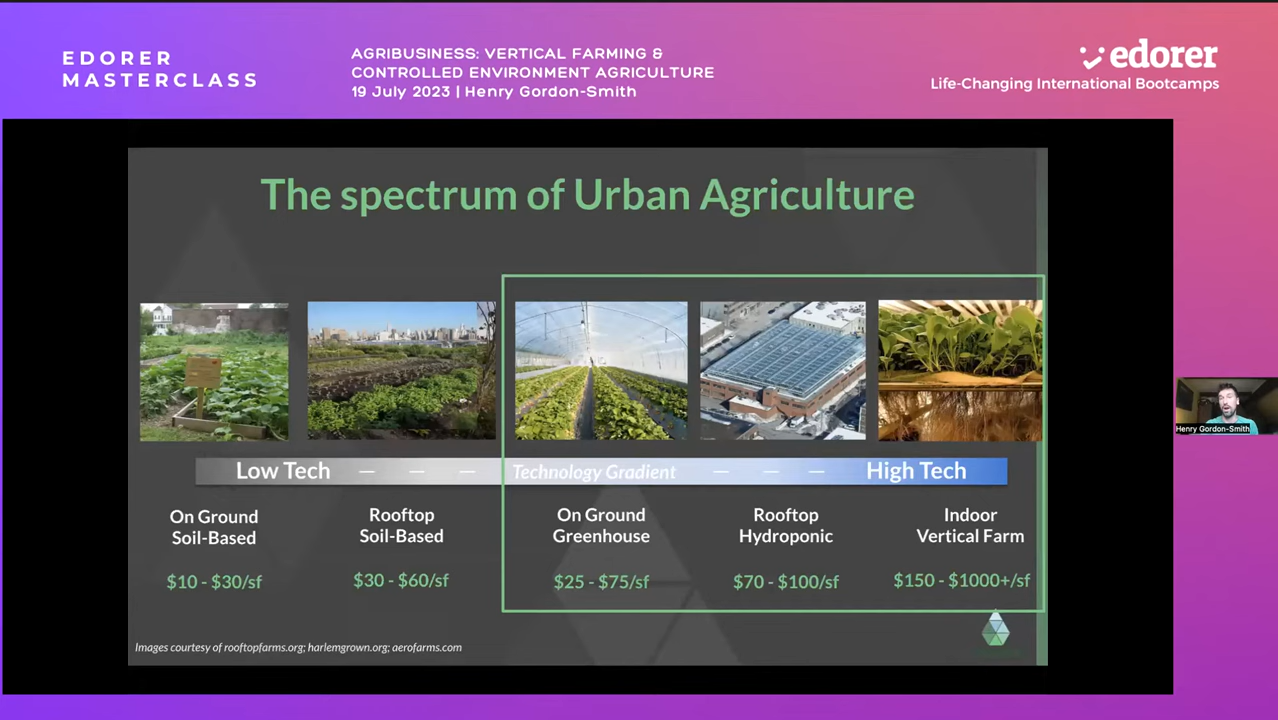 EDORER
MASTERCLASS
AGRIBUSINESS: VERTICAL FARMING &
CONTROLLED ENVIRONMENT AGRICULTURE
19 July 2023 | Henry Gordon-Smith
edorer
Life-Changing International Bootcamps
The spectrum of Urban Agriculture
Low Tech — — — Technology Gradient — — — High Tech
On Ground
Soil-Based
$10 - $30/sf
Rooftop
Soil-Based
$30 - $60/sf
On Ground
Greenhouse
$25 - $75/sf
Rooftop
Hydroponic
$70 - $100/sf
Indoor
Vertical Farm
$150 - $1000+/sf
Images courtesy of rooftopfarms.org; harlemgrown.org; aerofarms.com
Henry Gordon-Smith